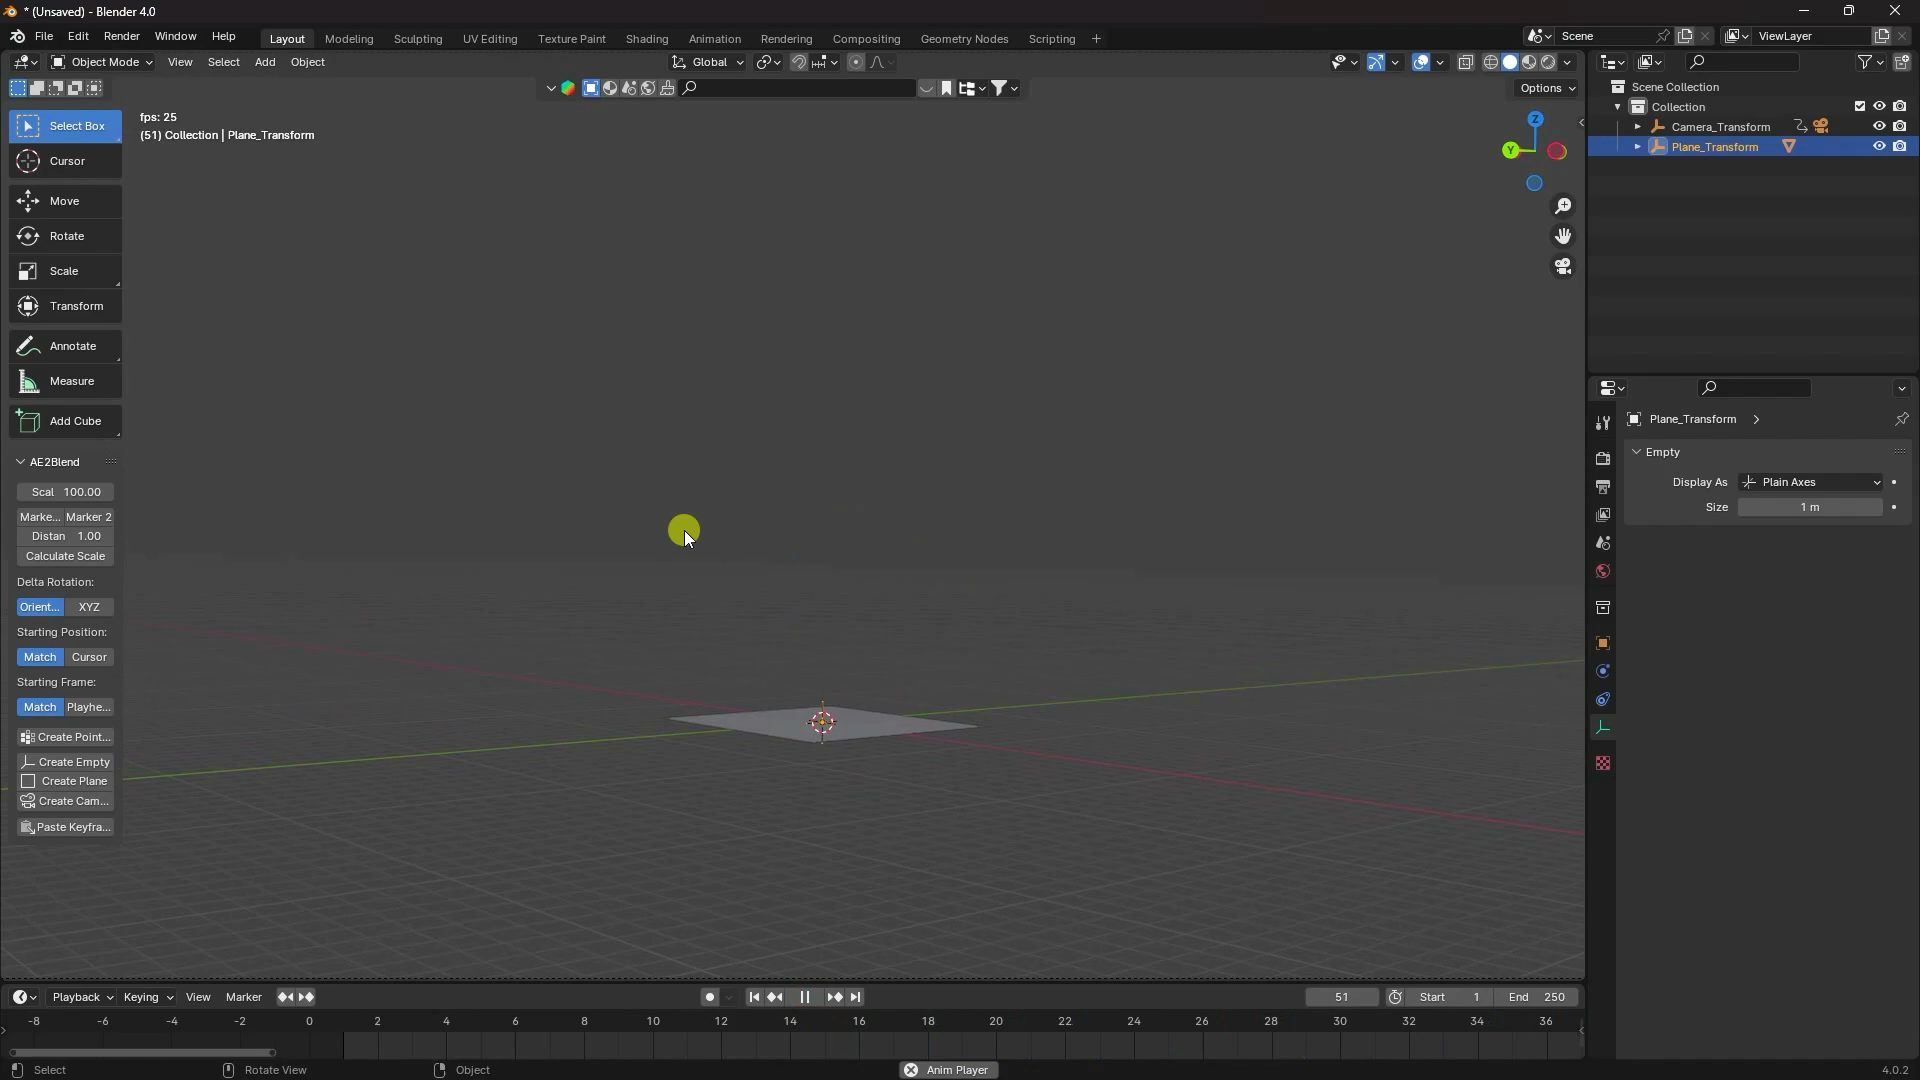 * (Unsaved) - Blender 4.0
File Edit Render Window Help
Layout Modeling Sculpting UV Editing Texture Paint Shading Animation Rendering Compositing Geometry Nodes Scripting +
Scene
ViewLayer
Object Mode View Select Add Object
Global
Options
Select Box
Cursor
Move
Rotate
Scale
Transform
Annotate
Measure
Add Cube
fps: 25
(51) Collection | Plane_Transform
Z
Y
AE2Blend
Scal 100.00
Marke... Marker 2
Distan 1.00
Calculate Scale
Delta Rotation:
Orient... XYZ
Starting Position:
Match Cursor
Starting Frame:
Match Playhe...
Create Point...
Create Empty
Create Plane
Create Cam...
Paste Keyfra...
Scene Collection
Collection
Camera_Transform
Plane_Transform
Plane_Transform
Empty
Display As Plain Axes
Size 1 m
Playback Keying View Marker
51
Start 1 End 250
-8 -6 -4 -2 0 2 4 6 8 10 12 14 16 18 20 22 24 26 28 30 32 34 36
Select Rotate View Object
Anim Player
4.0.2